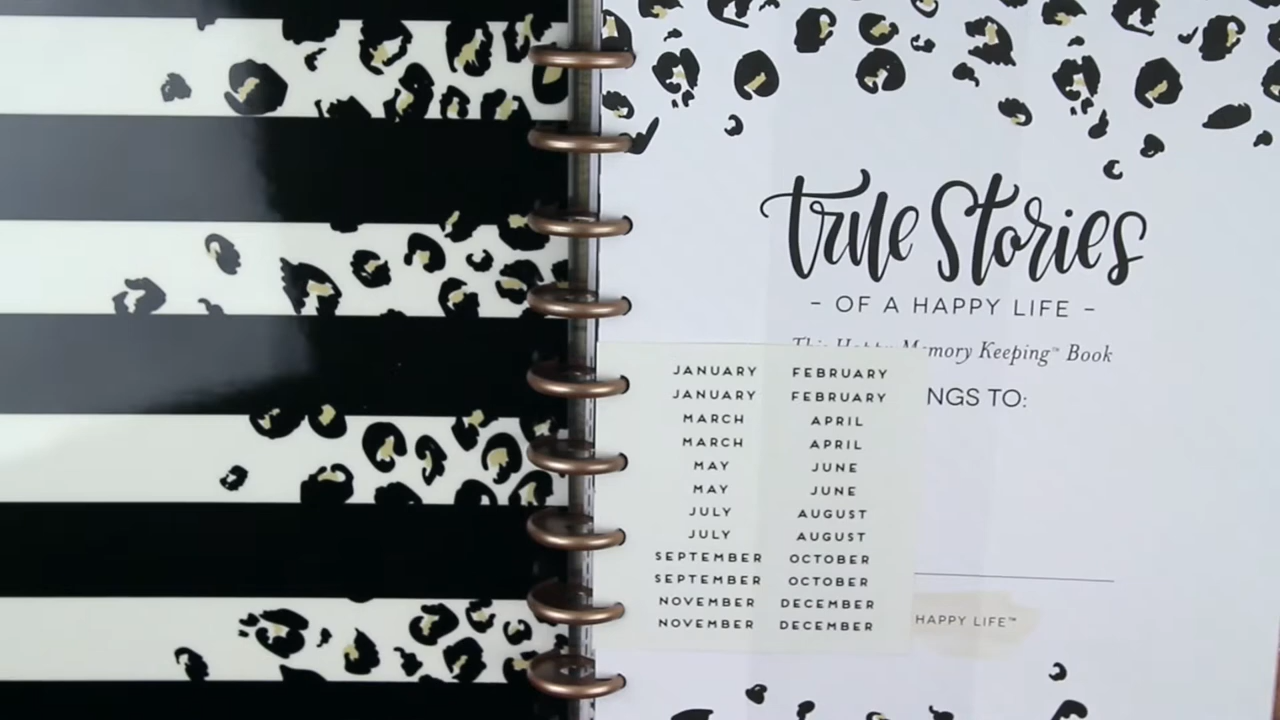 true Stories
- OF A HAPPY LIFE -
Memory Keeping™ Book
NGS TO:
JANUARY FEBRUARY
JANUARY FEBRUARY
MARCH APRIL
MARCH APRIL
MAY JUNE
MAY JUNE
JULY AUGUST
JULY AUGUST
SEPTEMBER OCTOBER
SEPTEMBER OCTOBER
NOVEMBER DECEMBER
NOVEMBER DECEMBER
HAPPY LIFE™